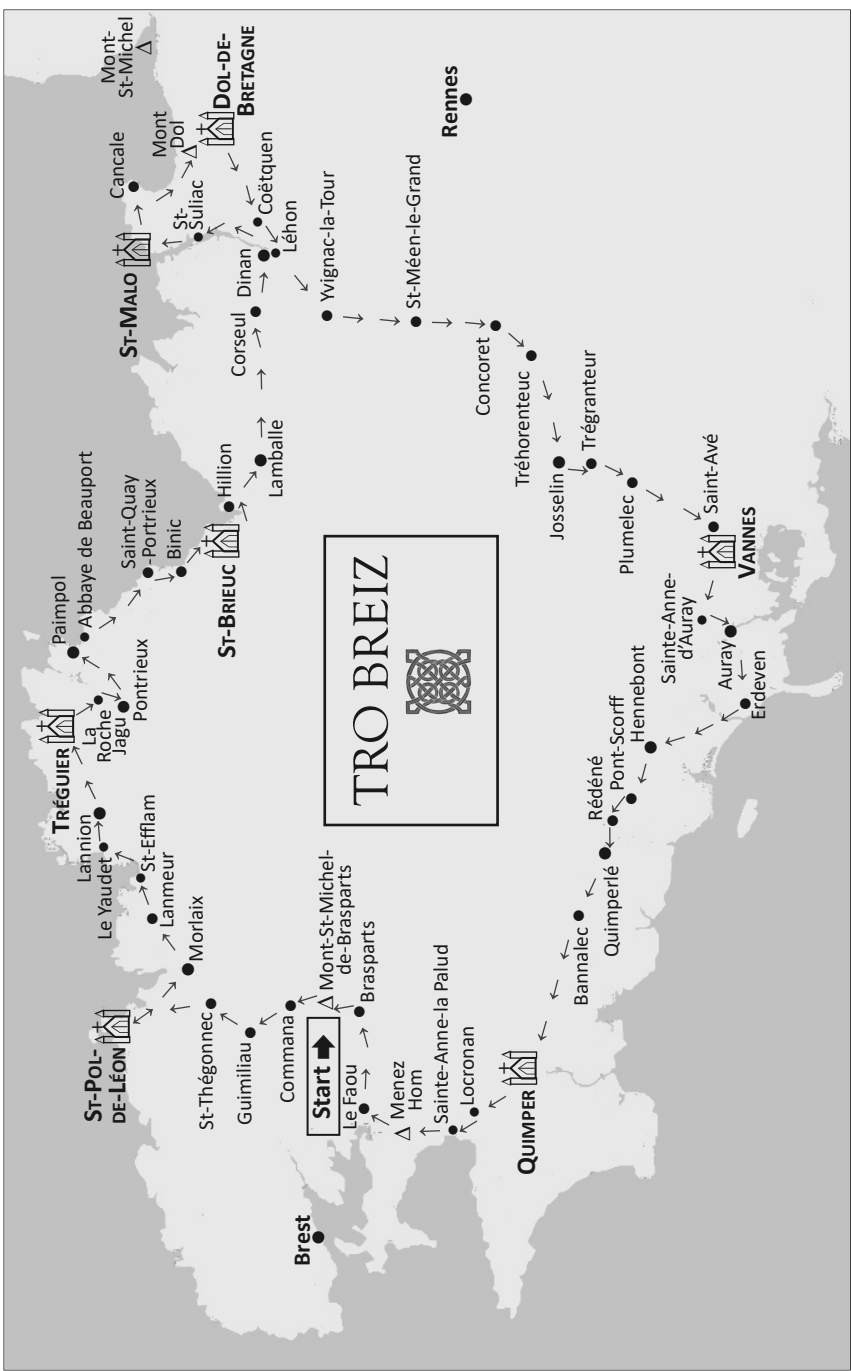 Mont-
St-Michel
Cancale
Mont
Dol
DOL-DE-
BRETAGNE
ST-MALO
St-
Suliac
Coëtquen
Léhon
Dinan
Corseul
Rennes
Yvignac-la-Tour
St-Méen-le-Grand
Concoret
Tréhorenteuc
Josselin
Trégranteur
Plumelec
Saint-Avé
VANNES
Sainte-Anne-
d'Auray
Auray
Erdeven
Hennebont
Pont-Scorff
Rédéné
Quimperlé
Bannalec
QUIMPER
Locronan
Sainte-Anne-la Palud
Menez
Hom
Le Faou
Start
Brasparts
Mont-St-Michel-
de-Brasparts
Commana
Guimiliau
St-Thégonnec
ST-POL-
DE-LÉON
Morlaix
Lanmeur
St-Efflam
Le Yaudet
Lannion
TRÉGUIER
La
Roche
Jagu
Pontrieux
Paimpol
Abbaye de Beauport
Saint-Quay
-Portrieux
Binic
ST-BRIEUC
Hillion
Lamballe
Brest
TRO BREIZ